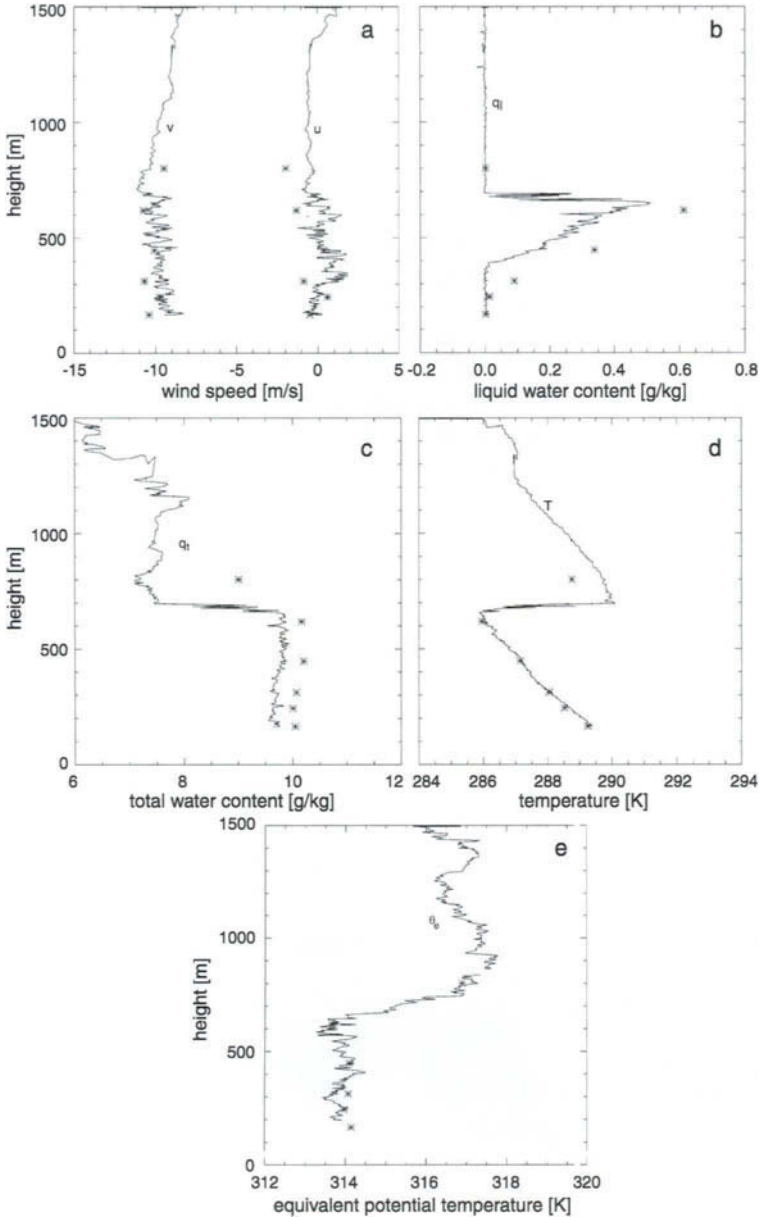 1500
1000
500
0
height [m]
a
v
u
-15
-10
-5
0
5
wind speed [m/s]
b
ql
-0.2
0.0
0.2
0.4
0.6
0.8
liquid water content [g/kg]
1500
1000
500
0
height [m]
c
qt
6
8
10
12
total water content [g/kg]
d
T
284
286
288
290
292
294
temperature [K]
1500
1000
500
0
height [m]
e
θe
312
314
316
318
320
equivalent potential temperature [K]